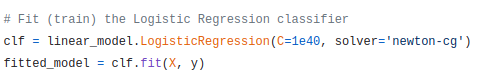 # Fit (train) the Logistic Regression classifier
clf = linear_model.LogisticRegression(C=1e40, solver='newton-cg')
fitted_model = clf.fit(X, y)